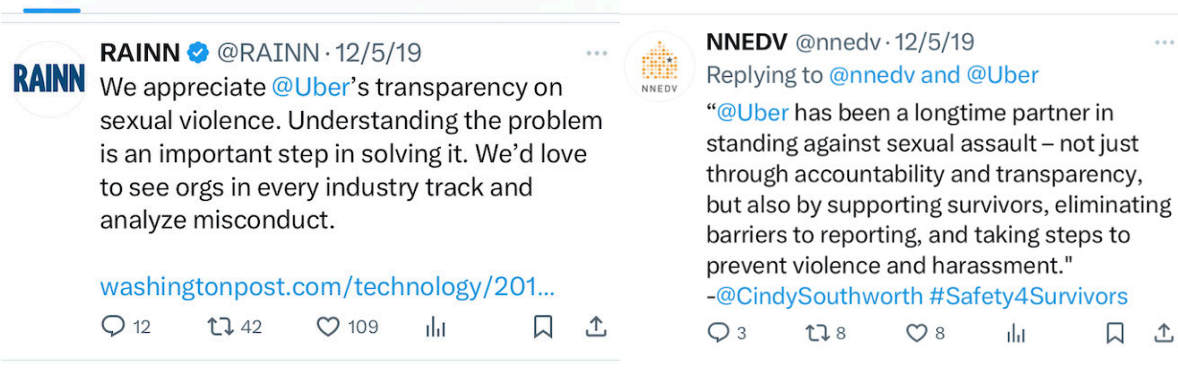 RAINN
RAINN @RAINN · 12/5/19
We appreciate @Uber’s transparency on
sexual violence. Understanding the problem
is an important step in solving it. We’d love
to see orgs in every industry track and
analyze misconduct.
washingtonpost.com/technology/201...
12 42 109
NNEDV
NNEDV @nnedv · 12/5/19
Replying to @nnedv and @Uber
“@Uber has been a longtime partner in
standing against sexual assault – not just
through accountability and transparency,
but also by supporting survivors, eliminating
barriers to reporting, and taking steps to
prevent violence and harassment."
-@CindySouthworth #Safety4Survivors
3 8 8